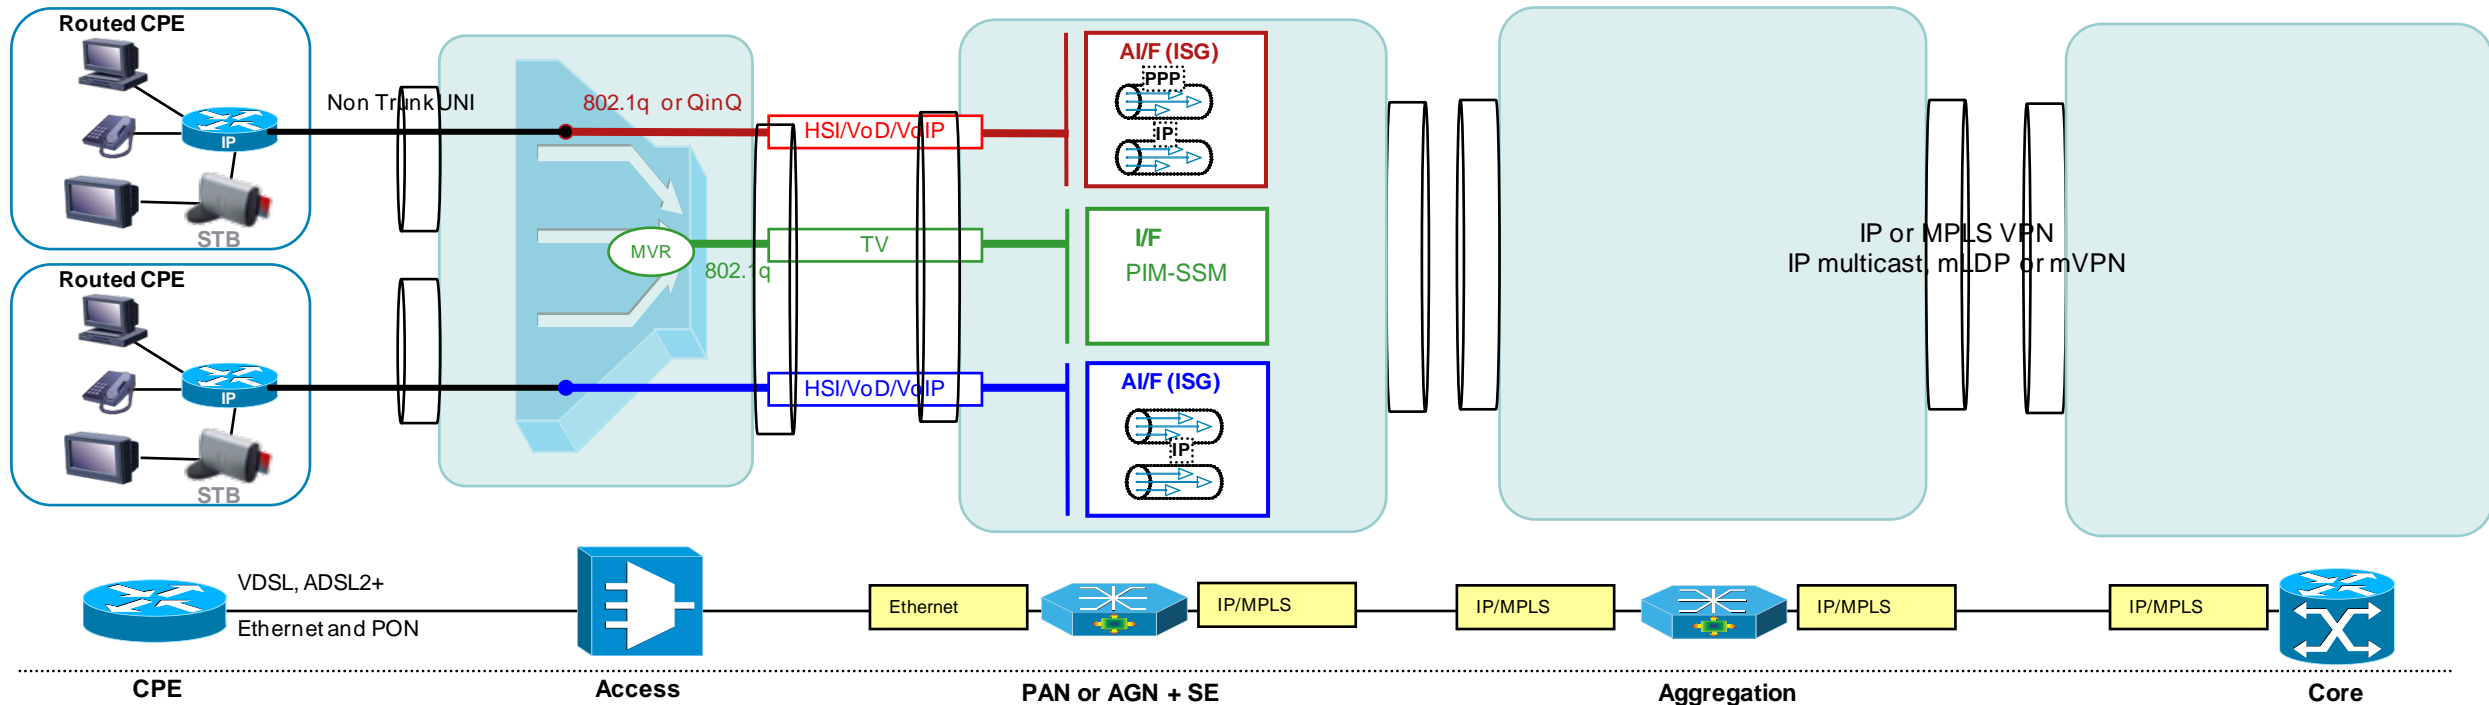 Routed CPE
IP
STB
Non Trunk UNI
802.1q or QinQ
HSI/VoD/VoIP
AI/F (ISG)
PPP
IP
MVR
802.1q
TV
I/F
PIM-SSM
IP or MPLS VPN
IP multicast, mLDP or mVPN
Routed CPE
IP
STB
HSI/VoD/VoIP
AI/F (ISG)
IP
VDSL, ADSL2+
Ethernet and PON
Ethernet
IP/MPLS
IP/MPLS
IP/MPLS
IP/MPLS
CPE
Access
PAN or AGN + SE
Aggregation
Core